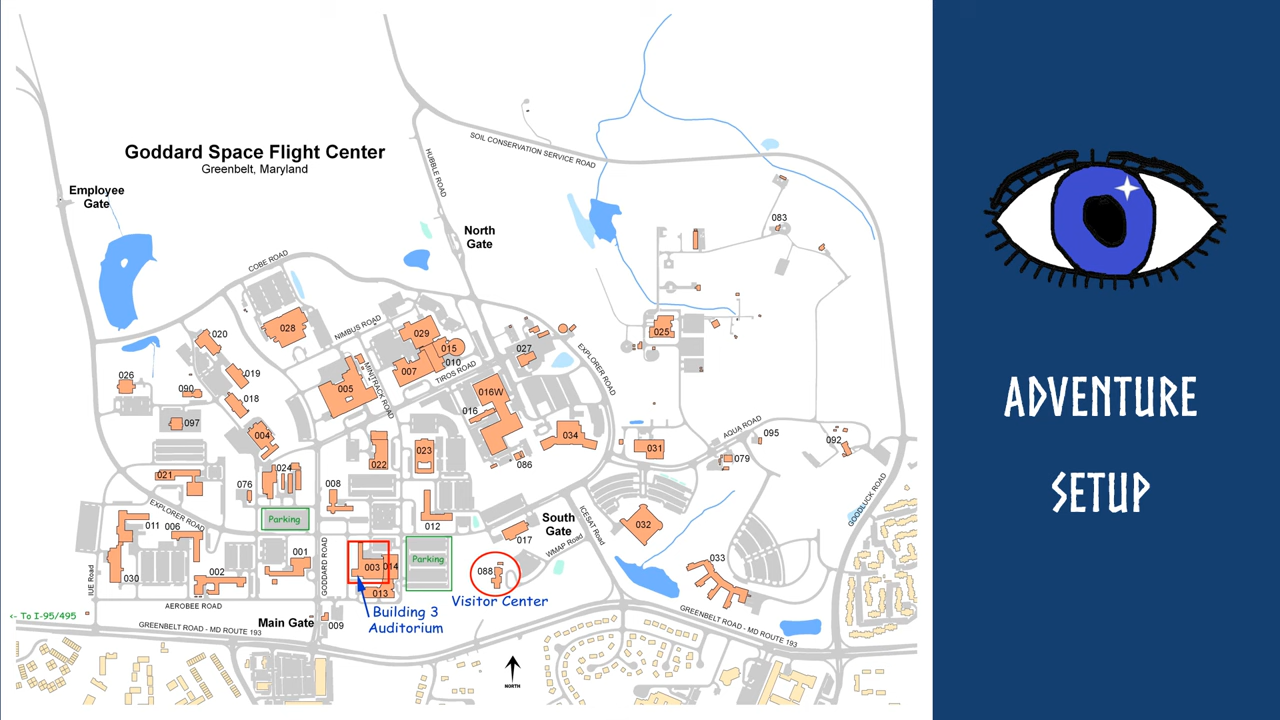 Goddard Space Flight Center
Greenbelt, Maryland
Employee
Gate
SOIL CONSERVATION SERVICE ROAD
HUBBLE ROAD
North
Gate
083
COBE ROAD
NIMBUS ROAD
028
029
020
015
010
007
TIROS ROAD
027
025
EXPLORER ROAD
026
019
090
018
005
MINITRACK ROAD
016W
016
097
004
034
AQUA ROAD
095
092
022
023
086
031
079
021
024
076
008
EXPLORER ROAD
Parking
012
011
006
South
Gate
017
ICESAT Road
032
GOODLUCK ROAD
WMAP Road
001
GODDARD ROAD
003
014
Parking
088
033
IUE Road
030
002
013
Visitor Center
AEROBEE ROAD
Building 3
Auditorium
<- To I-95/495
Main Gate
009
GREENBELT ROAD - MD ROUTE 193
GREENBELT ROAD - MD ROUTE 193
NORTH
ADVENTURE
SETUP